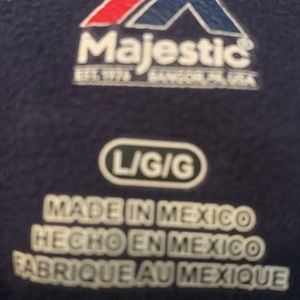 Majestic®
EST. 1976 BANGOR, PA. USA
L/G/G
MADE IN MEXICO
HECHO EN MEXICO
FABRIQUE AU MEXIQUE